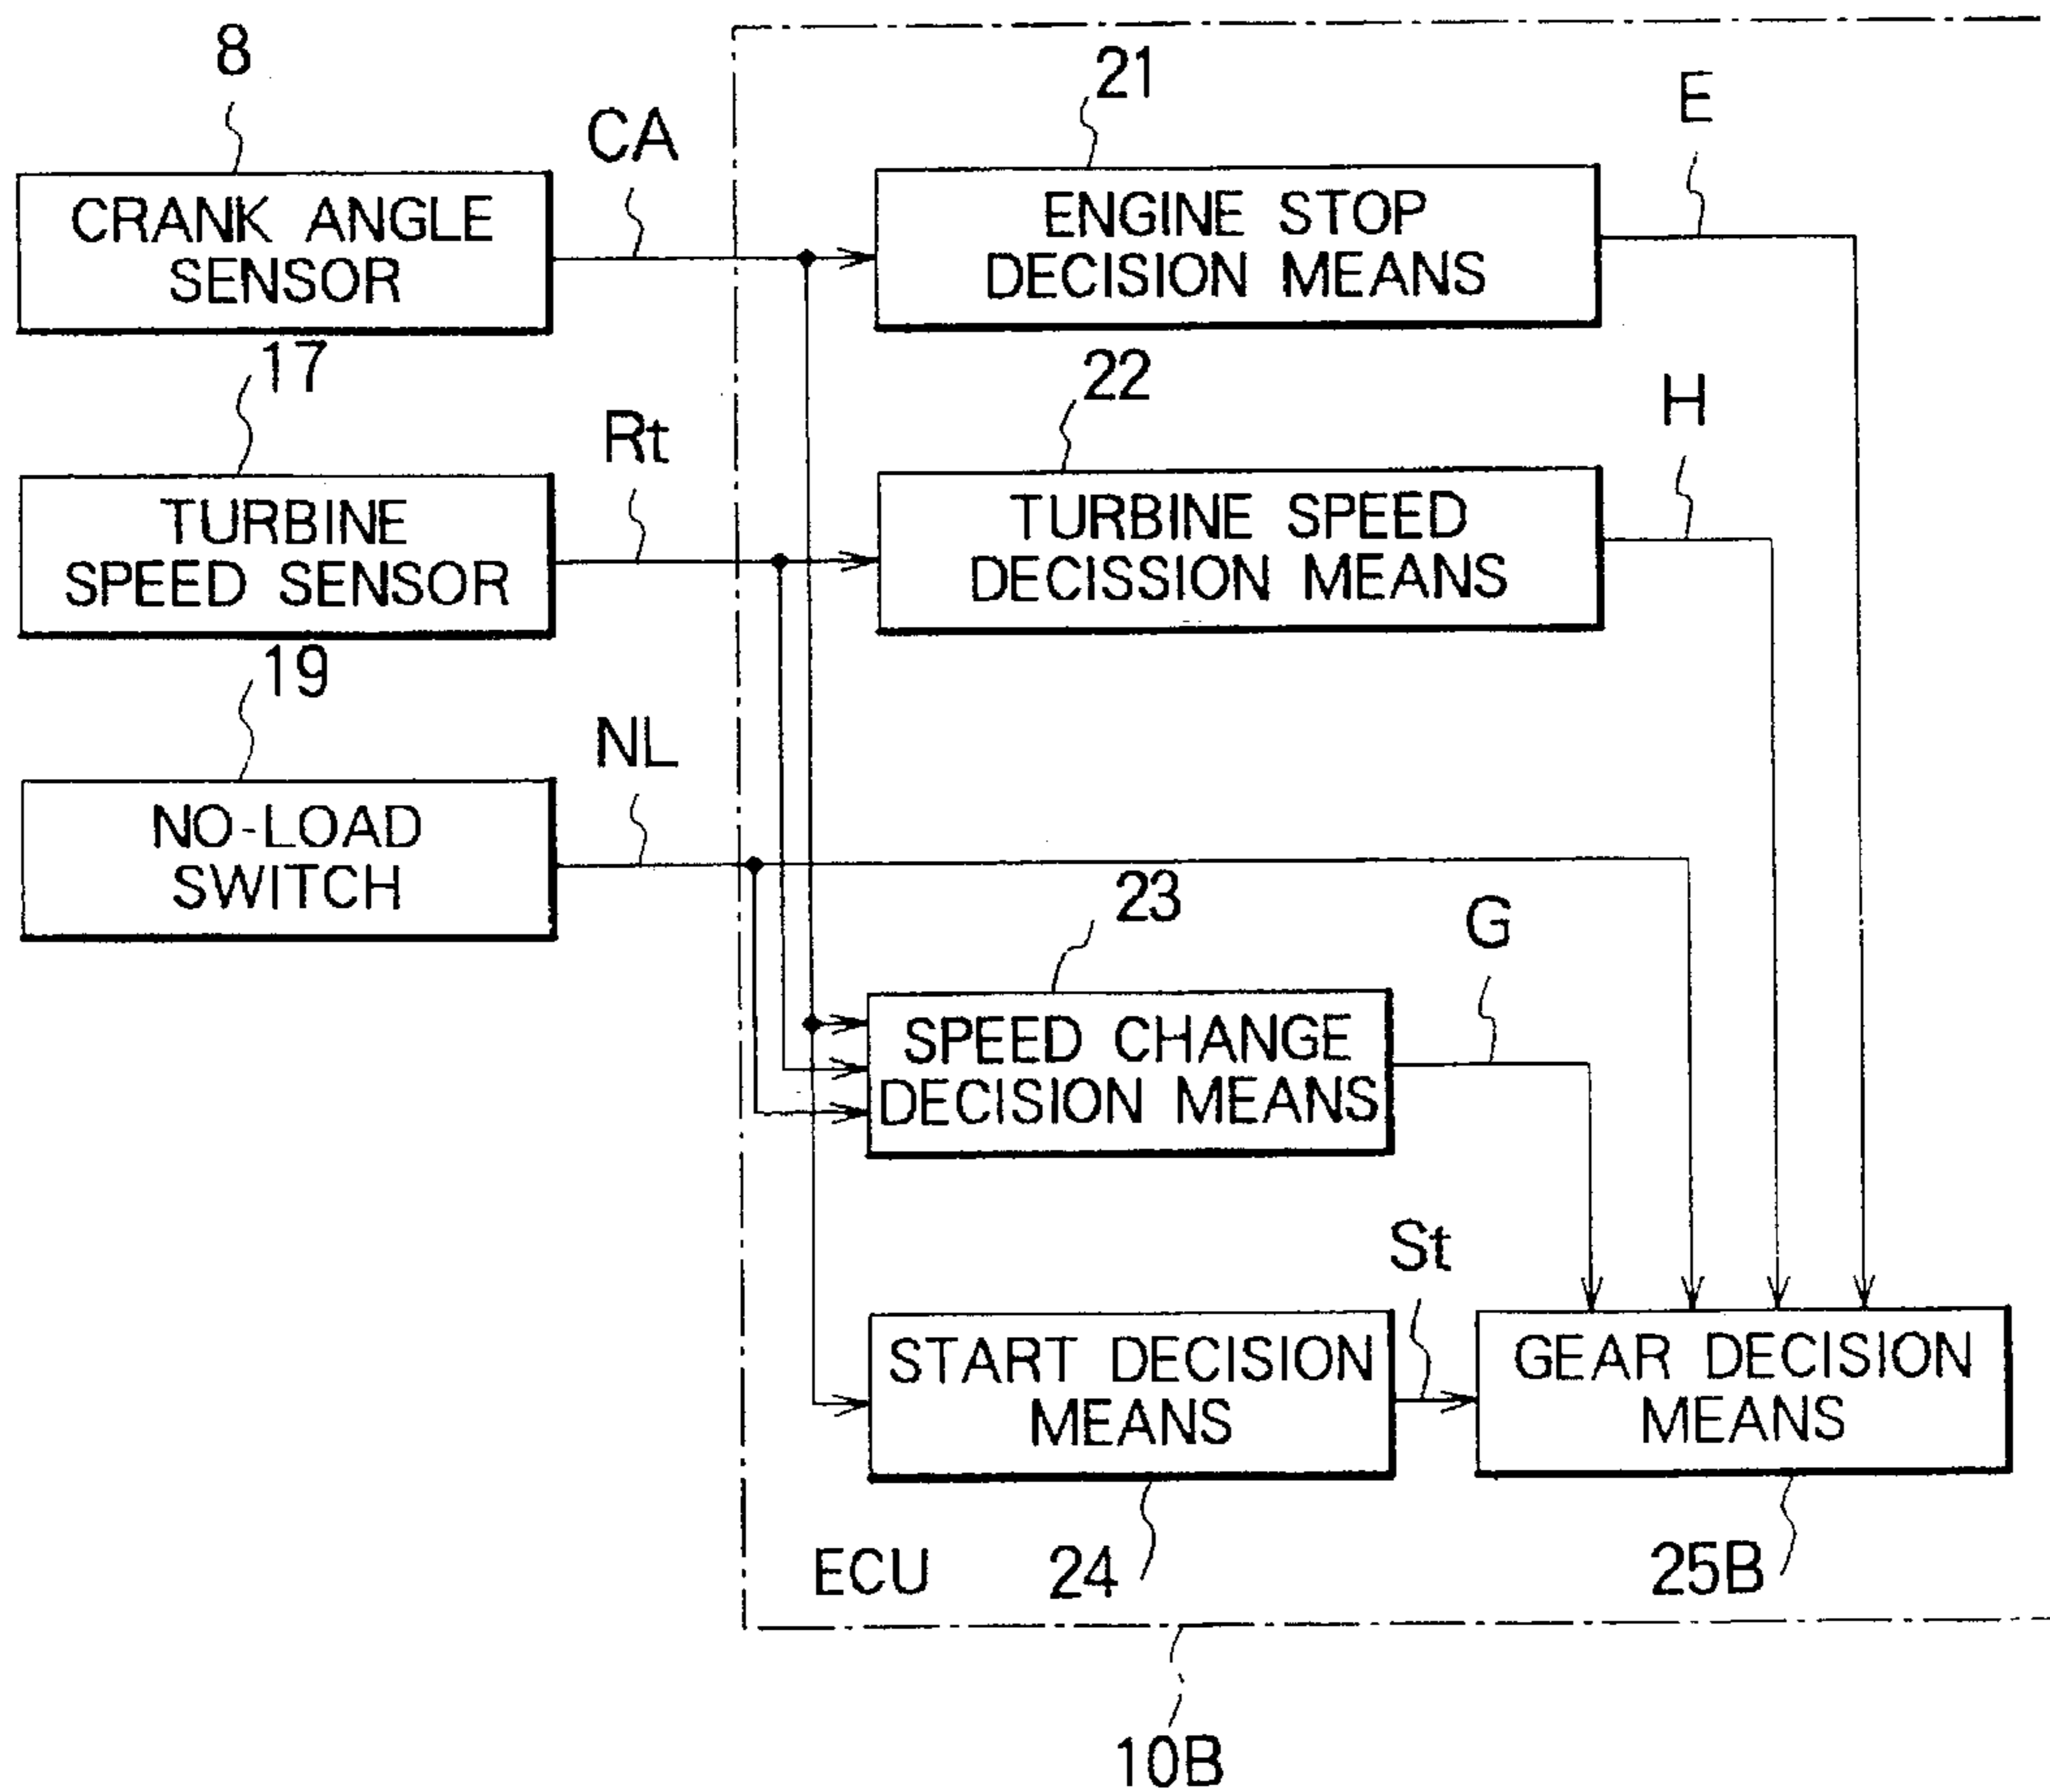 8
CRANK ANGLE
SENSOR
CA
21
ENGINE STOP
DECISION MEANS
E
17
TURBINE
SPEED SENSOR
Rt
22
TURBINE SPEED
DECISSION MEANS
H
19
NO-LOAD
SWITCH
NL
23
SPEED CHANGE
DECISION MEANS
G
START DECISION
MEANS
24
St
GEAR DECISION
MEANS
25B
ECU
10B